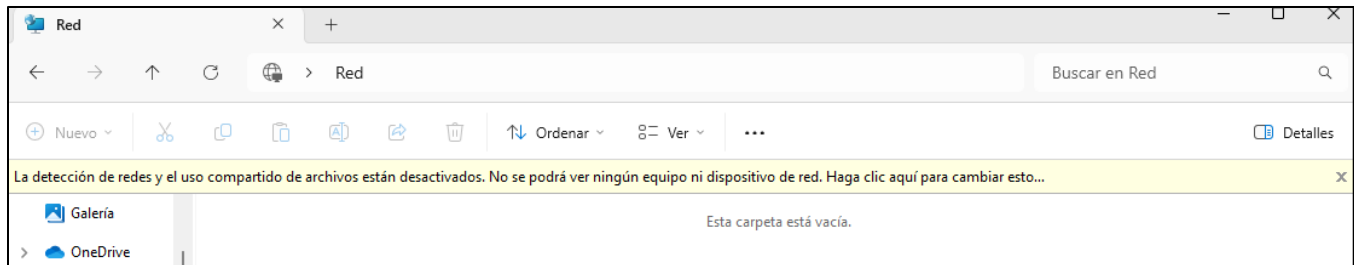 Red
Red
Buscar en Red
Nuevo
Ordenar
Ver
Detalles
La detección de redes y el uso compartido de archivos están desactivados. No se podrá ver ningún equipo ni dispositivo de red. Haga clic aquí para cambiar esto...
Galería
Esta carpeta está vacía.
OneDrive